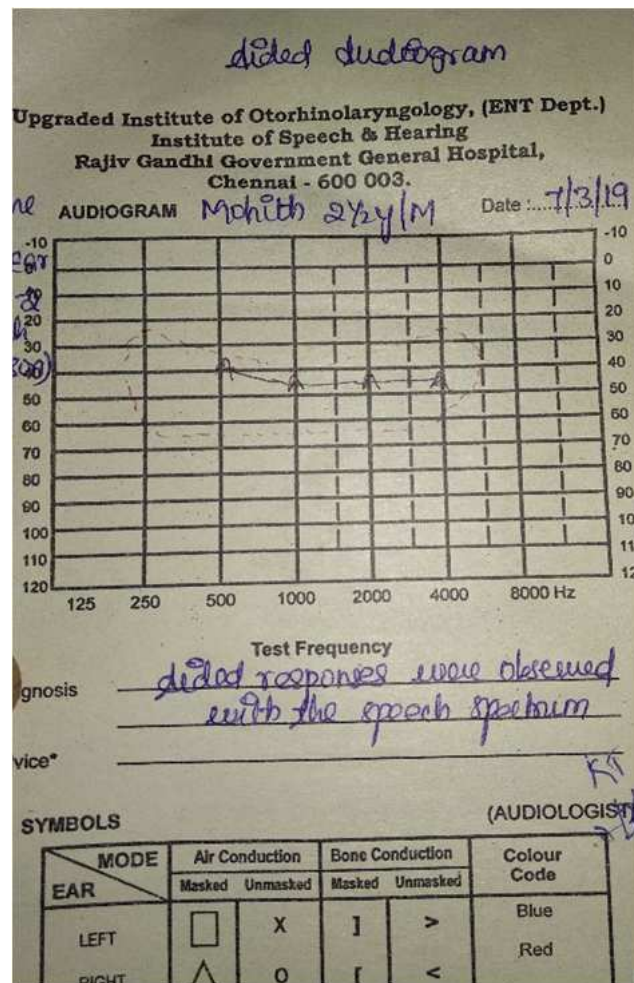 Aided Audiogram
Upgraded Institute of Otorhinolaryngology, (ENT Dept.)
Institute of Speech & Hearing
Rajiv Gandhi Government General Hospital,
Chennai - 600 003.
AUDIOGRAM Mohith 2½y/M Date :....7/3/19
-10 -10
0
10
20 20
30 30
40 40
50 50
60 60
70 70
80 80
90 90
100 10
110 11
120 12
125 250 500 1000 2000 4000 8000 Hz
Test Frequency
gnosis Aided responses were observed
with the speech spectrum
vice*
KT
SYMBOLS (AUDIOLOGIST)
MODE Air Conduction Bone Conduction Colour
EAR Masked Unmasked Masked Unmasked Code
LEFT □ X ] > Blue
Red
RIGHT △ O [ <